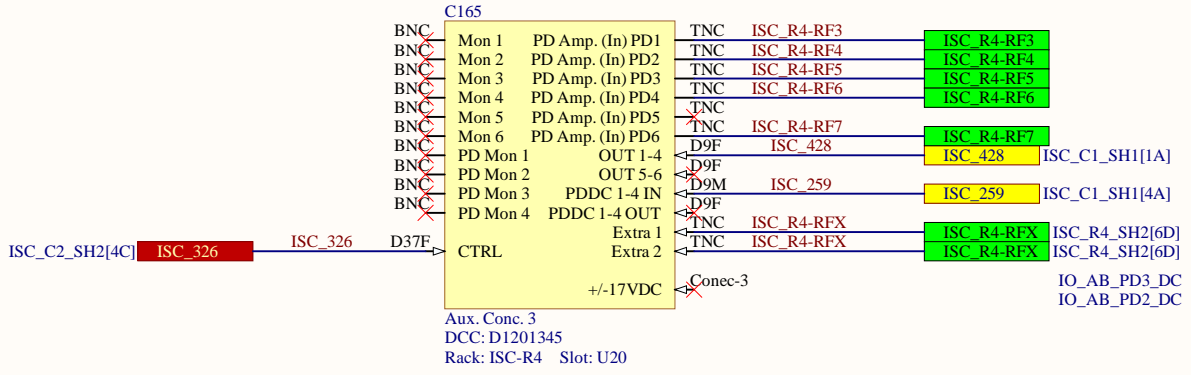 C165
BNC Mon 1 PD Amp. (In) PD1 TNC ISC_R4-RF3 ISC_R4-RF3
BNC Mon 2 PD Amp. (In) PD2 TNC ISC_R4-RF4 ISC_R4-RF4
BNC Mon 3 PD Amp. (In) PD3 TNC ISC_R4-RF5 ISC_R4-RF5
BNC Mon 4 PD Amp. (In) PD4 TNC ISC_R4-RF6 ISC_R4-RF6
BNC Mon 5 PD Amp. (In) PD5 TNC
BNC Mon 6 PD Amp. (In) PD6 TNC ISC_R4-RF7 ISC_R4-RF7
BNC PD Mon 1 OUT 1-4 D9F ISC_428 ISC_428 ISC_C1_SH1[1A]
BNC PD Mon 2 OUT 5-6 D9F
BNC PD Mon 3 PDDC 1-4 IN D9M ISC_259 ISC_259 ISC_C1_SH1[4A]
BNC PD Mon 4 PDDC 1-4 OUT D9F
Extra 1 TNC ISC_R4-RFX ISC_R4-RFX ISC_R4_SH2[6D]
ISC_C2_SH2[4C] ISC_326 ISC_326 D37F CTRL Extra 2 TNC ISC_R4-RFX ISC_R4-RFX ISC_R4_SH2[6D]
+/-17VDC Conec-3 IO_AB_PD3_DC
IO_AB_PD2_DC
Aux. Conc. 3
DCC: D1201345
Rack: ISC-R4 Slot: U20